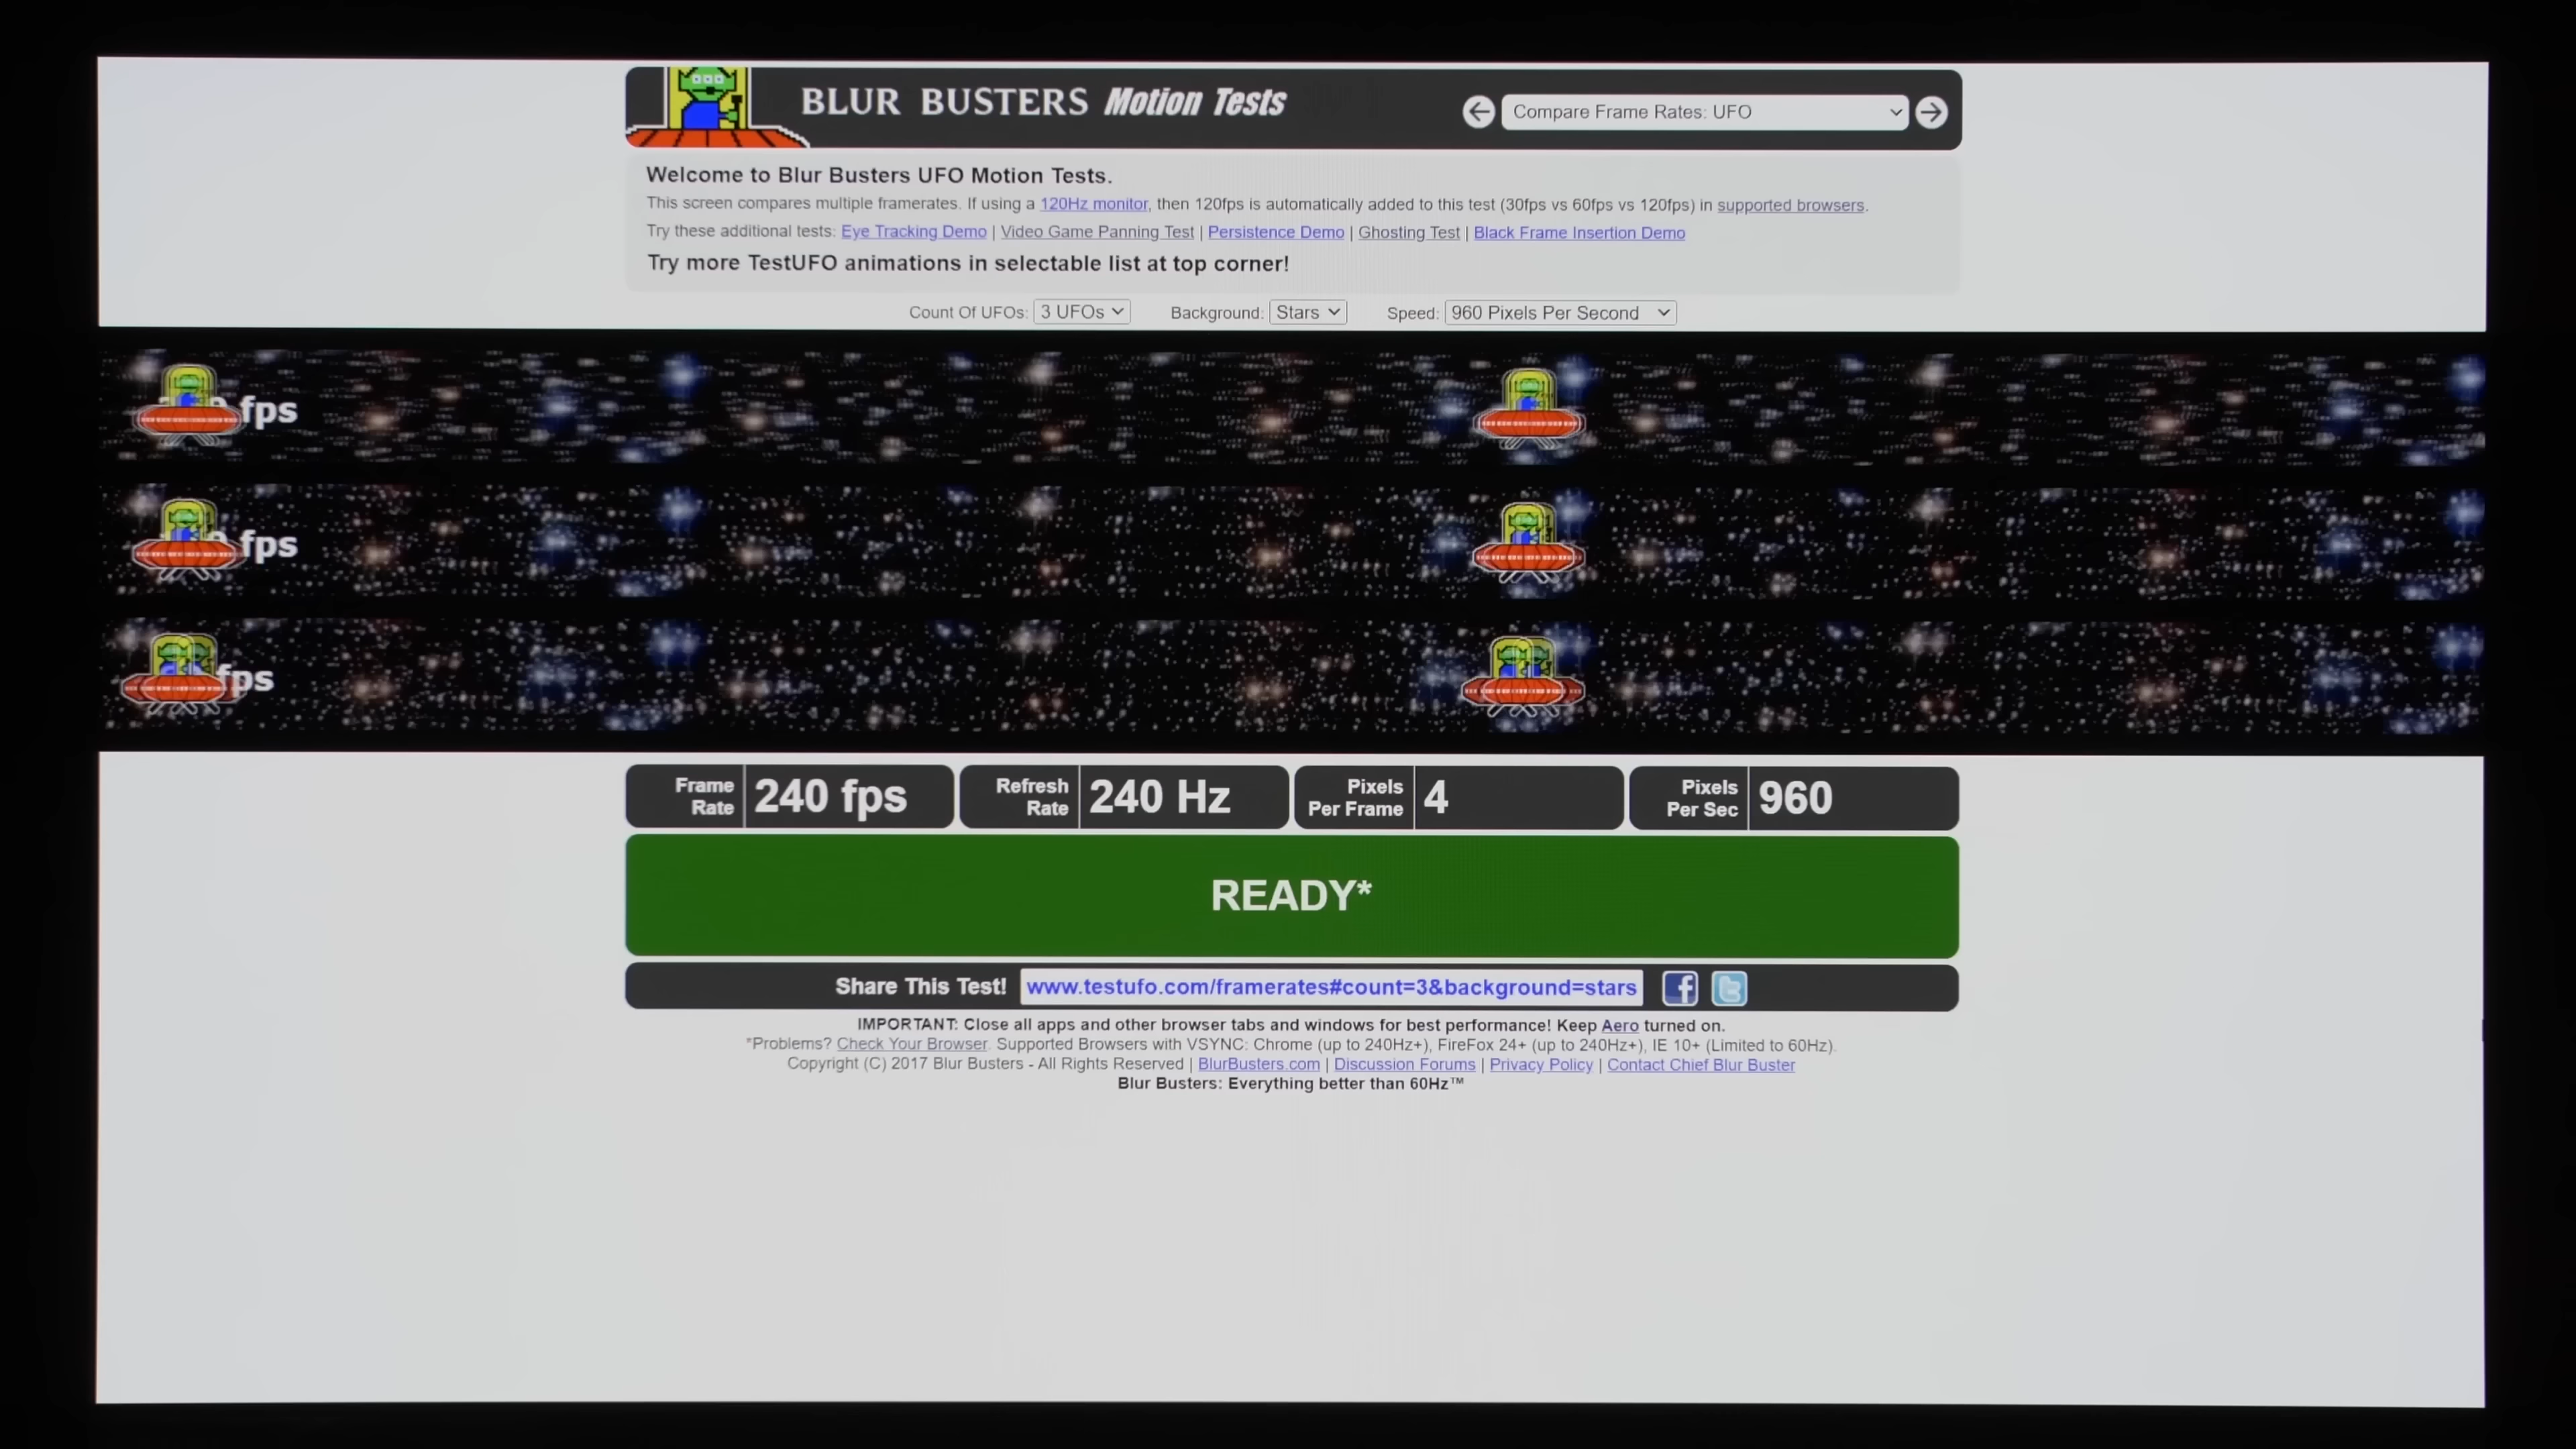 BLUR BUSTERS Motion Tests
Compare Frame Rates: UFO
Welcome to Blur Busters UFO Motion Tests.
This screen compares multiple framerates. If using a 120Hz monitor, then 120fps is automatically added to this test (30fps vs 60fps vs 120fps) in supported browsers.
Try these additional tests: Eye Tracking Demo | Video Game Panning Test | Persistence Demo | Ghosting Test | Black Frame Insertion Demo
Try more TestUFO animations in selectable list at top corner!
Count Of UFOs: 3 UFOs Background: Stars Speed: 960 Pixels Per Second
fps
fps
fps
Frame Rate 240 fps
Refresh Rate 240 Hz
Pixels Per Frame 4
Pixels Per Sec 960
READY*
Share This Test! www.testufo.com/framerates#count=3&background=stars
IMPORTANT: Close all apps and other browser tabs and windows for best performance! Keep Aero turned on.
*Problems? Check Your Browser. Supported Browsers with VSYNC: Chrome (up to 240Hz+), FireFox 24+ (up to 240Hz+), IE 10+ (Limited to 60Hz).
Copyright (C) 2017 Blur Busters - All Rights Reserved | BlurBusters.com | Discussion Forums | Privacy Policy | Contact Chief Blur Buster
Blur Busters: Everything better than 60Hz™